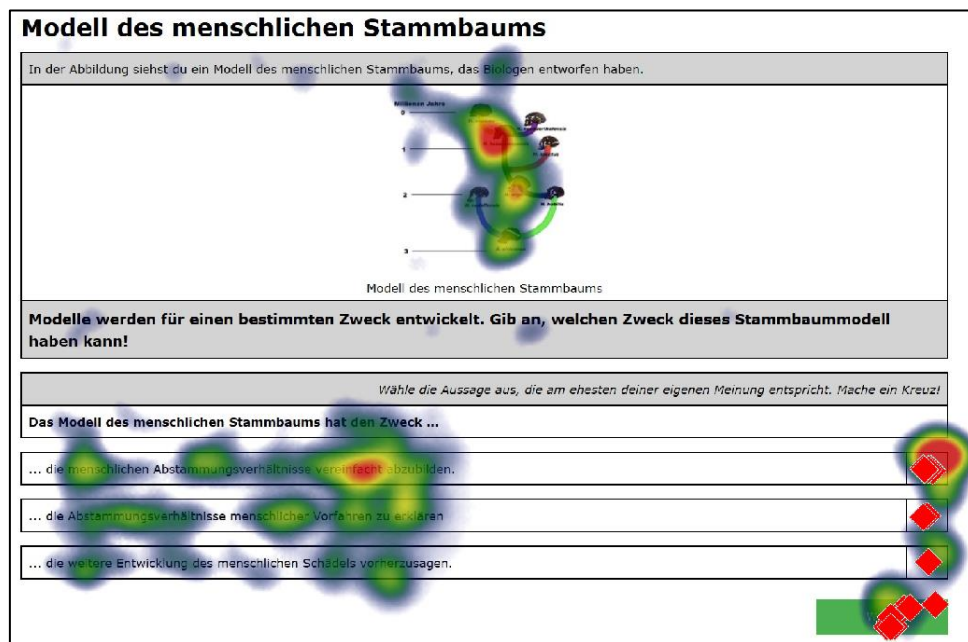 Modell des menschlichen Stammbaums
In der Abbildung siehst du ein Modell des menschlichen Stammbaums, das Biologen entworfen haben.
Millionen Jahre
0
1
2
3
Modell des menschlichen Stammbaums
Modelle werden für einen bestimmten Zweck entwickelt. Gib an, welchen Zweck dieses Stammbaummodell
haben kann!
Wähle die Aussage aus, die am ehesten deiner eigenen Meinung entspricht. Mache ein Kreuz!
Das Modell des menschlichen Stammbaums hat den Zweck ...
... die menschlichen Abstammungsverhältnisse vereinfacht abzubilden.
... die Abstammungsverhältnisse menschlicher Vorfahren zu erklären
... die weitere Entwicklung des menschlichen Schädels vorherzusagen.